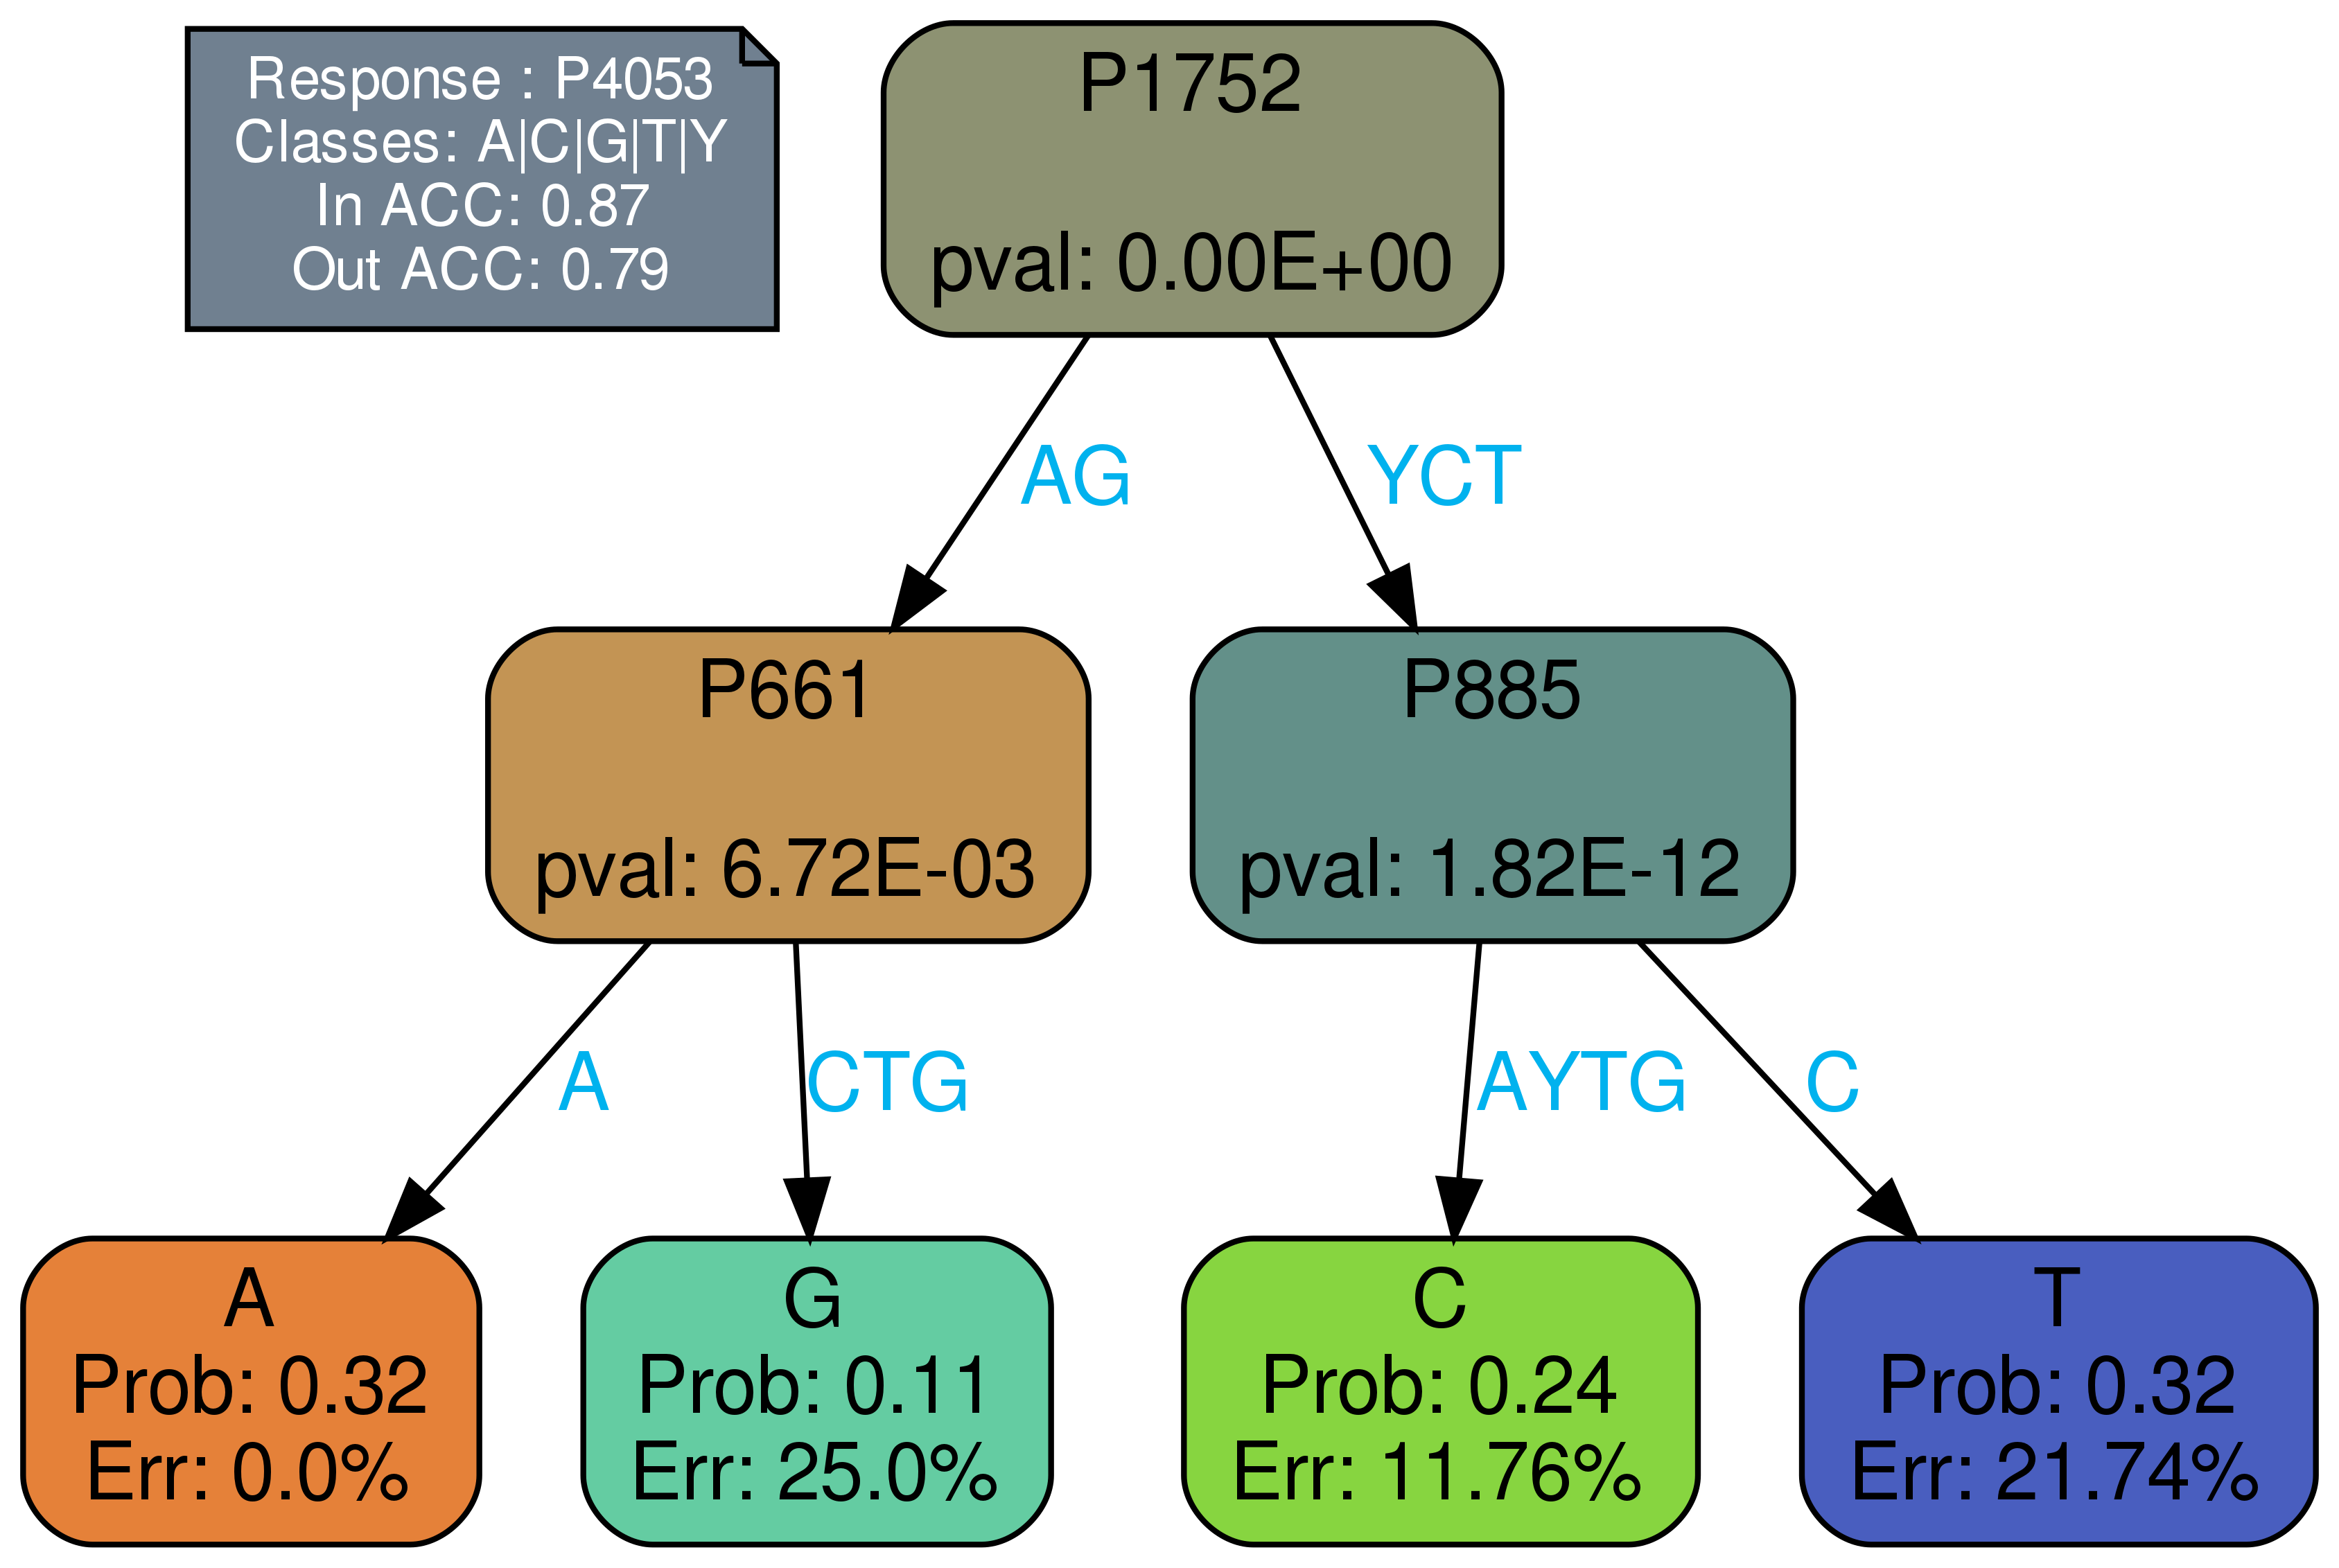 Response : P4053
Classes: A|C|G|T|Y
In ACC: 0.87
Out ACC: 0.79
P1752
pval: 0.00E+00
AG
YCT
P661
pval: 6.72E-03
P885
pval: 1.82E-12
A
CTG
AYTG
C
A
Prob: 0.32
Err: 0.0%
G
Prob: 0.11
Err: 25.0%
C
Prob: 0.24
Err: 11.76%
T
Prob: 0.32
Err: 21.74%